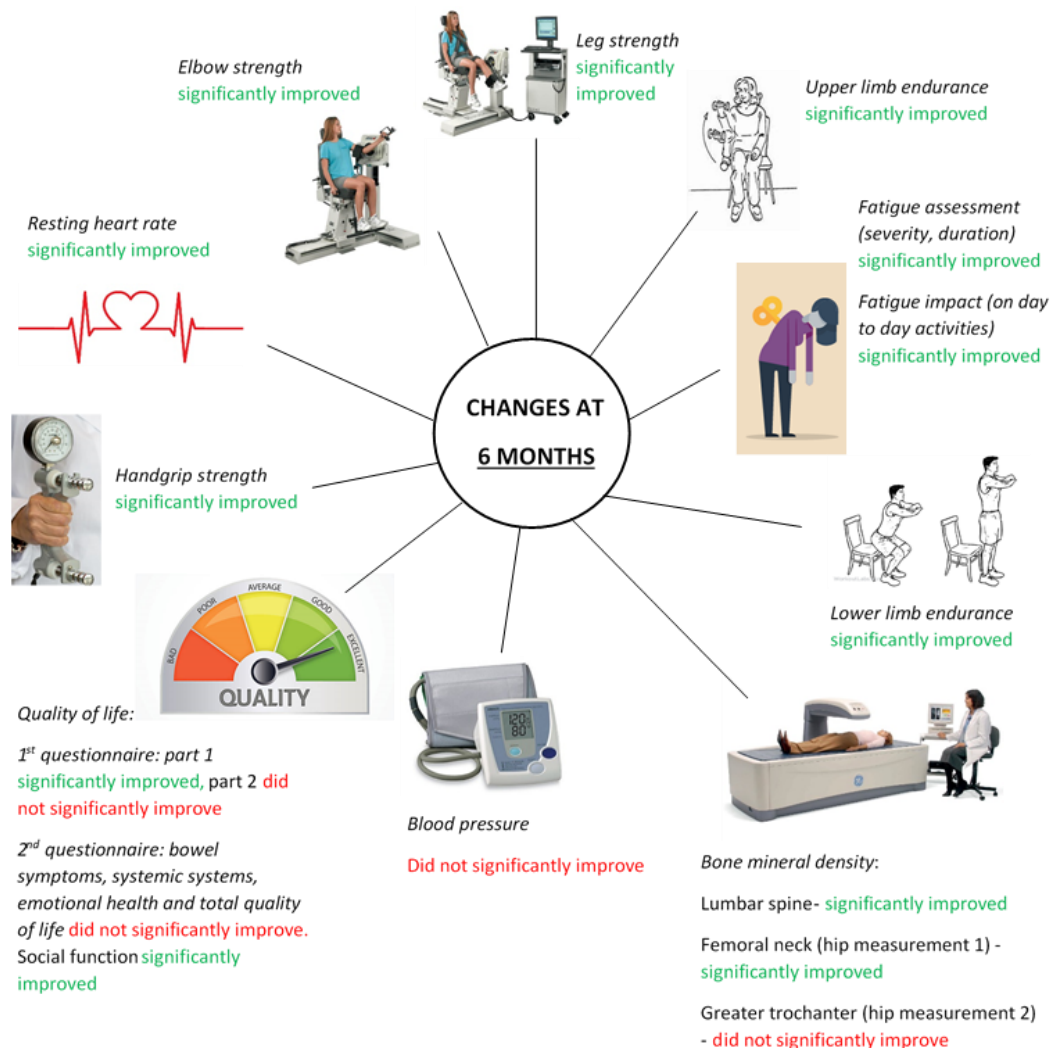 Elbow strength
significantly improved
Leg strength
significantly
improved
Upper limb endurance
significantly improved
Resting heart rate
significantly improved
Fatigue assessment
(severity, duration)
significantly improved
Fatigue impact (on day
to day activities)
significantly improved
CHANGES AT
6 MONTHS
Handgrip strength
significantly improved
Lower limb endurance
significantly improved
BAD
POOR
AVERAGE
GOOD
EXCELLENT
QUALITY
Quality of life:
1st questionnaire: part 1
significantly improved, part 2 did
not significantly improve
2nd questionnaire: bowel
symptoms, systemic systems,
emotional health and total quality
of life did not significantly improve.
Social function significantly
improved
120
80
Blood pressure
Did not significantly improve
Bone mineral density:
Lumbar spine- significantly improved
Femoral neck (hip measurement 1) -
significantly improved
Greater trochanter (hip measurement 2)
- did not significantly improve